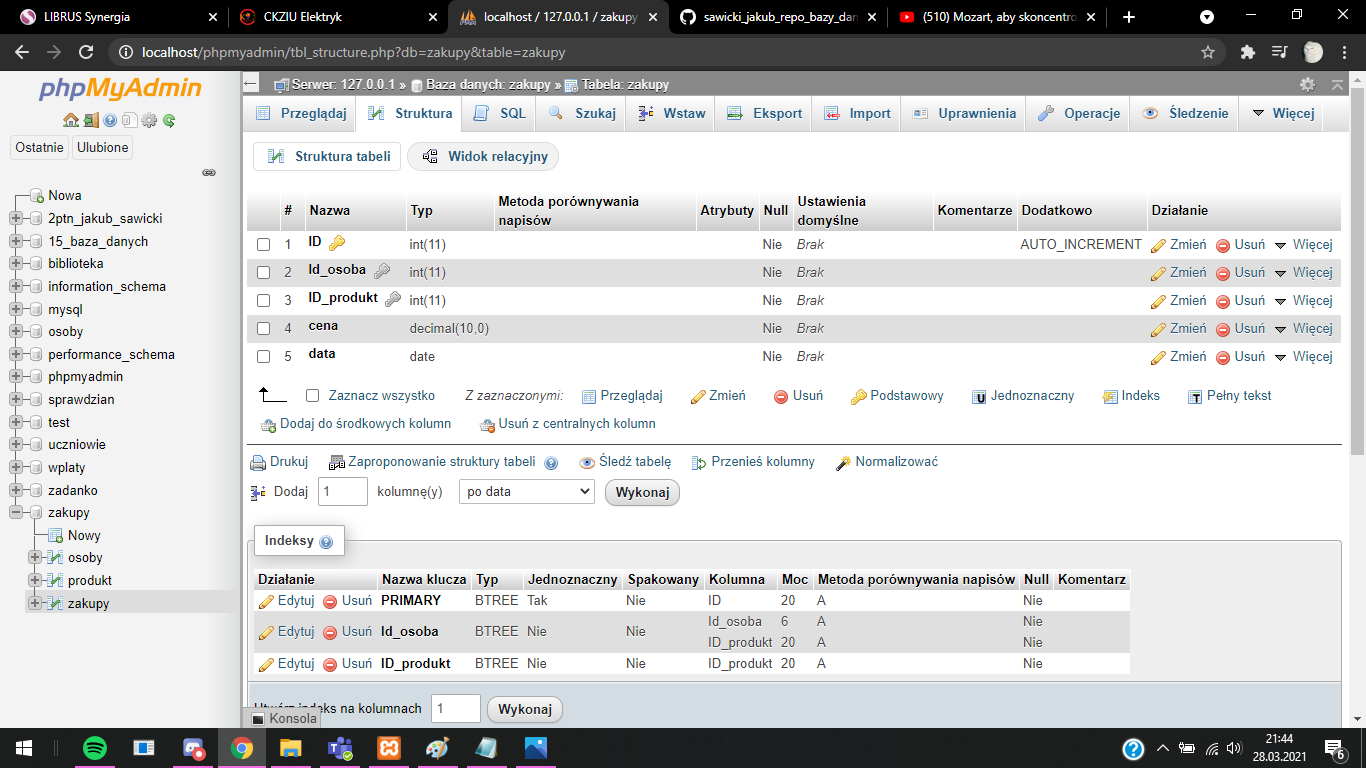 LIBRUS Synergia
CKZIU Elektryk
localhost / 127.0.0.1 / zakupy
sawicki_jakub_repo_bazy_dan
(510) Mozart, aby skoncentro
localhost/phpmyadmin/tbl_structure.php?db=zakupy&table=zakupy
phpMyAdmin
Ostatnie Ulubione
Nowa
2ptn_jakub_sawicki
15_baza_danych
biblioteka
information_schema
mysql
osoby
performance_schema
phpmyadmin
sprawdzian
test
uczniowie
wplaty
zadanko
zakupy
Nowy
osoby
produkt
zakupy
Serwer: 127.0.0.1 » Baza danych: zakupy » Tabela: zakupy
Przeglądaj Struktura SQL Szukaj Wstaw Eksport Import Uprawnienia Operacje Śledzenie Więcej
Struktura tabeli Widok relacyjny
# Nazwa Typ Metoda porównywania napisów Atrybuty Null Ustawienia domyślne Komentarze Dodatkowo Działanie
1 ID int(11) Nie Brak AUTO_INCREMENT Zmień Usuń Więcej
2 Id_osoba int(11) Nie Brak Zmień Usuń Więcej
3 ID_produkt int(11) Nie Brak Zmień Usuń Więcej
4 cena decimal(10,0) Nie Brak Zmień Usuń Więcej
5 data date Nie Brak Zmień Usuń Więcej
Zaznacz wszystko Z zaznaczonymi: Przeglądaj Zmień Usuń Podstawowy Jednoznaczny Indeks Pełny tekst
Dodaj do środkowych kolumn Usuń z centralnych kolumn
Drukuj Zaproponowanie struktury tabeli Śledź tabelę Przenieś kolumny Normalizować
Dodaj 1 kolumnę(y) po data Wykonaj
Indeksy
Działanie Nazwa klucza Typ Jednoznaczny Spakowany Kolumna Moc Metoda porównywania napisów Null Komentarz
Edytuj Usuń PRIMARY BTREE Tak Nie ID 20 A Nie
Edytuj Usuń Id_osoba BTREE Nie Nie Id_osoba 6 A Nie
ID_produkt 20 A Nie
Edytuj Usuń ID_produkt BTREE Nie Nie ID_produkt 20 A Nie
Utwórz indeks na kolumnach 1 Wykonaj
Konsola
21:44
28.03.2021
6